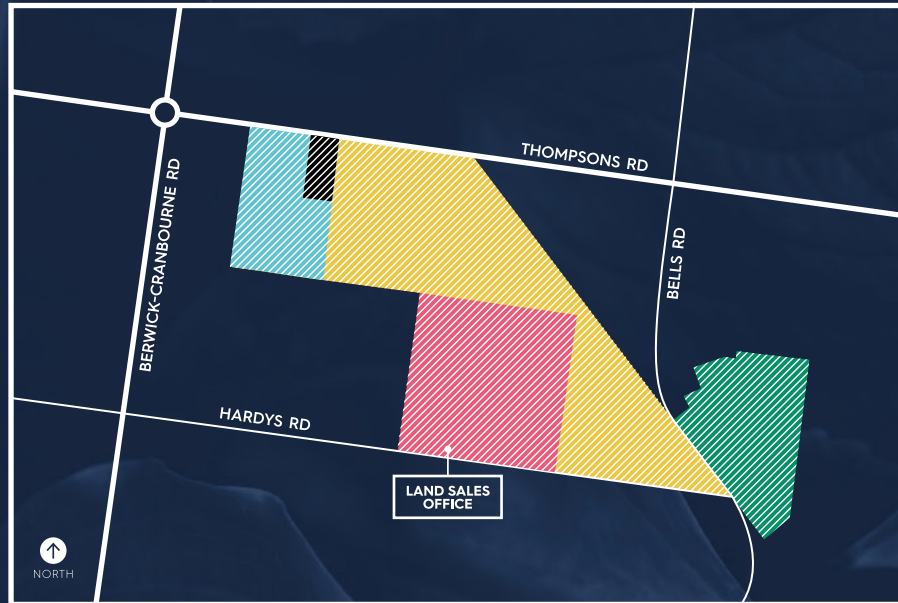 THOMPSONS RD
BERWICK-CRANBOURNE RD
BELLS RD
HARDYS RD
LAND SALES
OFFICE
NORTH